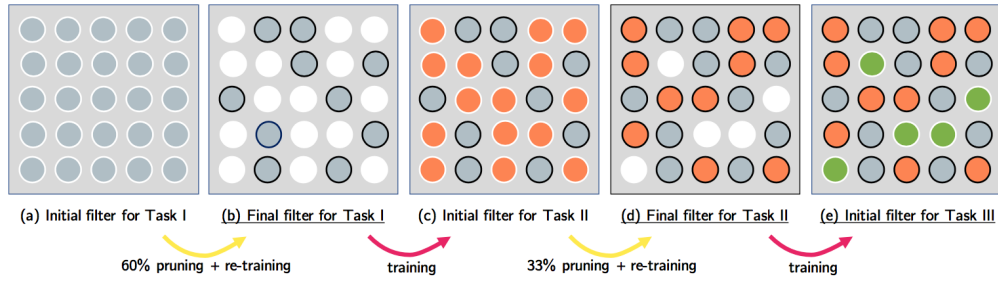 (a) Initial filter for Task I
(b) Final filter for Task I
(c) Initial filter for Task II
(d) Final filter for Task II
(e) Initial filter for Task III
60% pruning + re-training
training
33% pruning + re-training
training